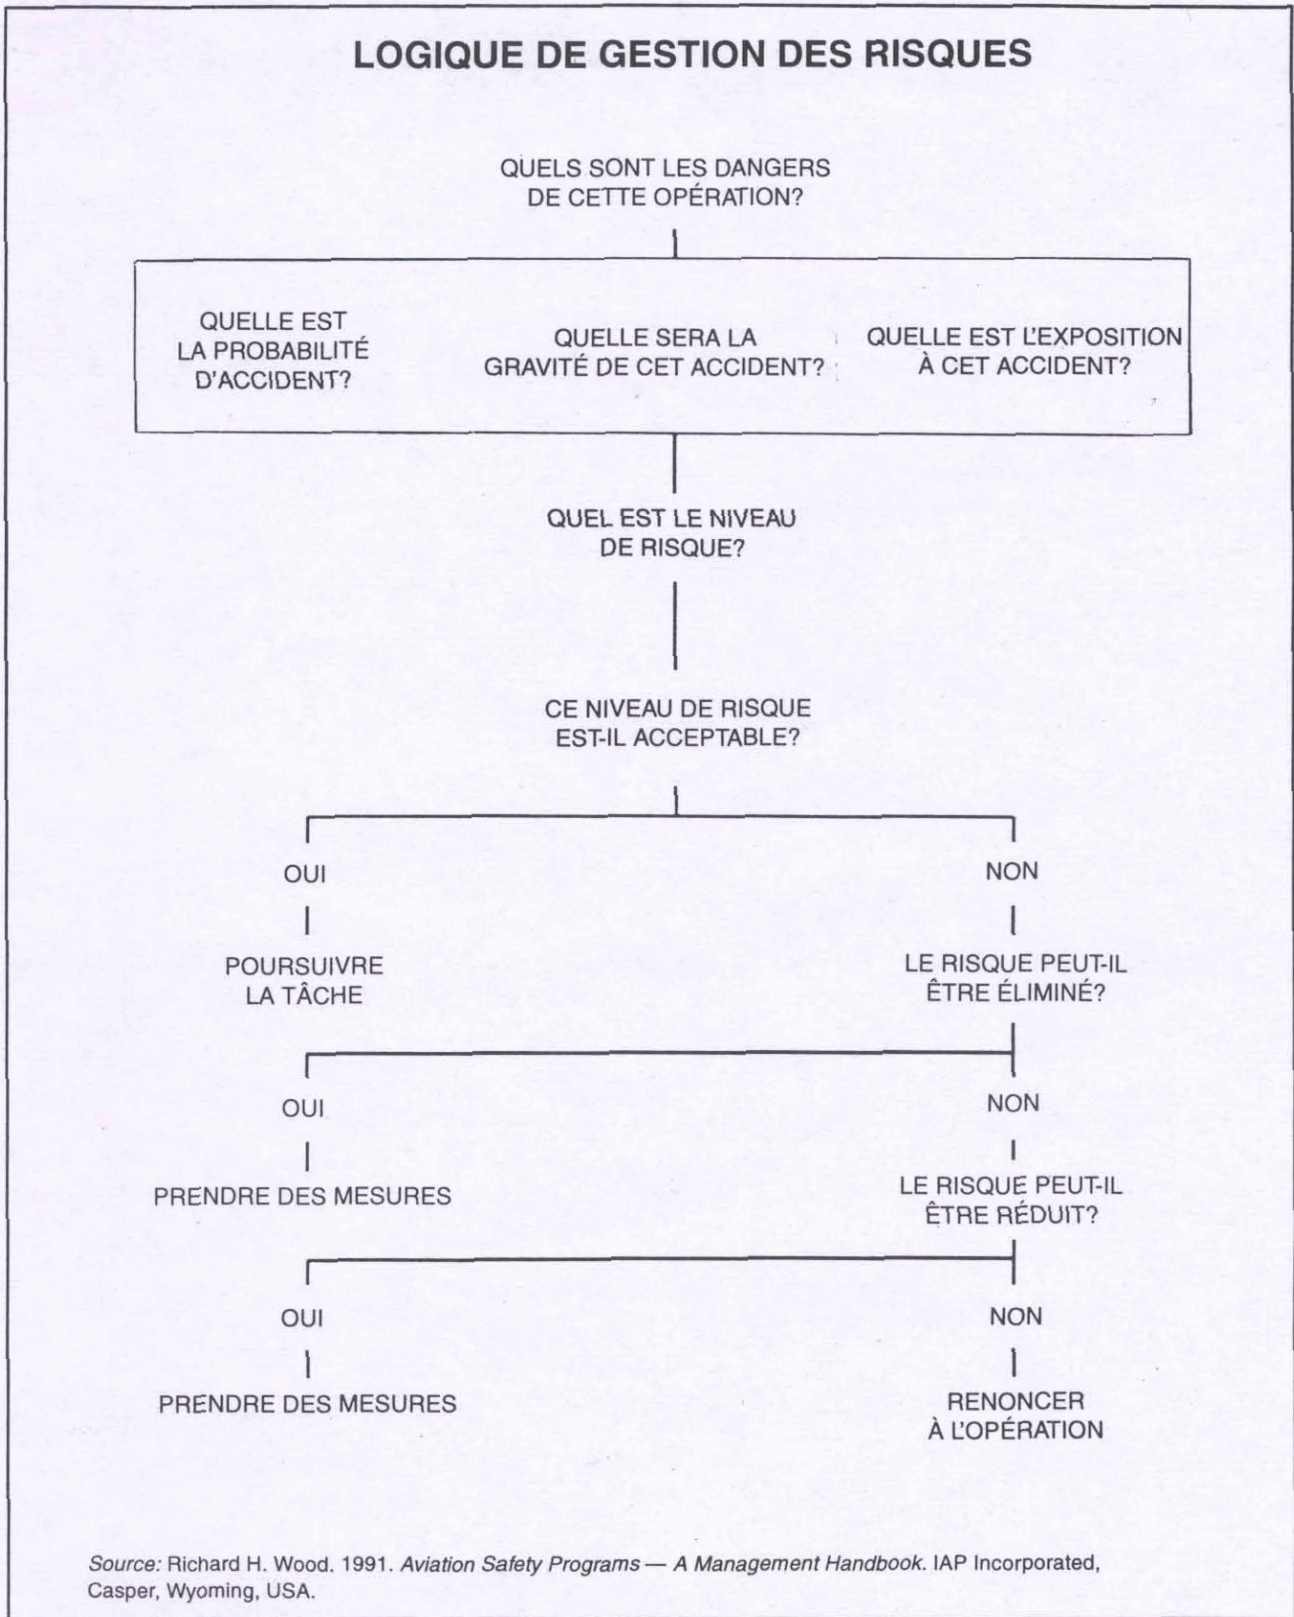 LOGIQUE DE GESTION DES RISQUES
QUELS SONT LES DANGERS
DE CETTE OPÉRATION?
QUELLE EST
LA PROBABILITÉ
D'ACCIDENT?
QUELLE SERA LA
GRAVITÉ DE CET ACCIDENT?
QUELLE EST L'EXPOSITION
À CET ACCIDENT?
QUEL EST LE NIVEAU
DE RISQUE?
CE NIVEAU DE RISQUE
EST-IL ACCEPTABLE?
OUI
NON
POURSUIVRE
LA TÂCHE
LE RISQUE PEUT-IL
ÊTRE ÉLIMINÉ?
OUI
NON
PRENDRE DES MESURES
LE RISQUE PEUT-IL
ÊTRE RÉDUIT?
OUI
NON
PRENDRE DES MESURES
RENONCER
À L'OPÉRATION
Source: Richard H. Wood. 1991. Aviation Safety Programs — A Management Handbook. IAP Incorporated,
Casper, Wyoming, USA.